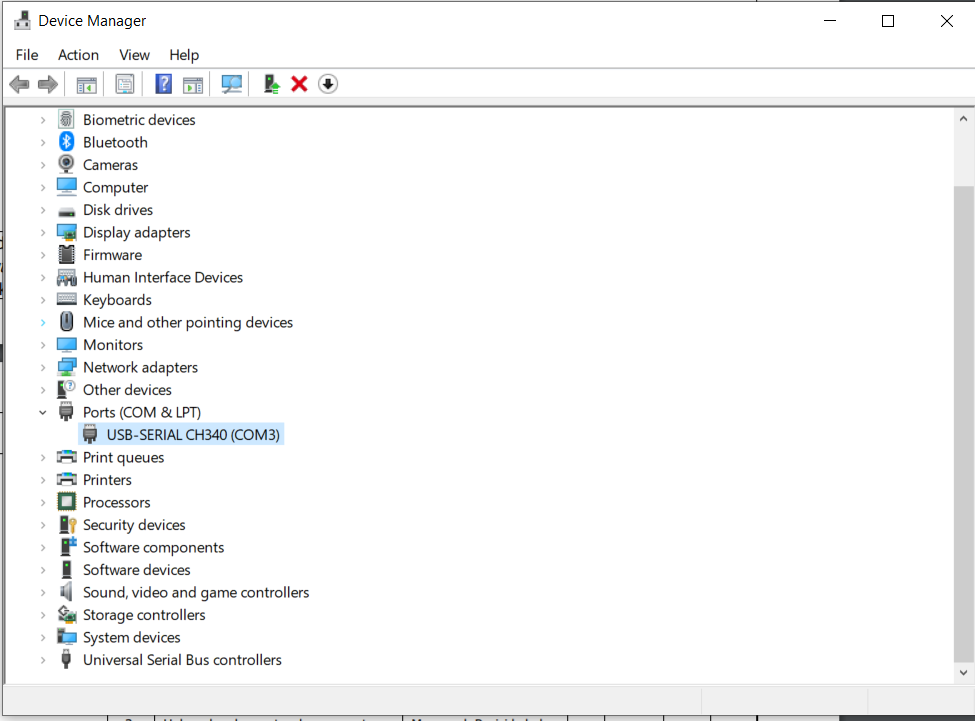 Device Manager
File Action View Help
Biometric devices
Bluetooth
Cameras
Computer
Disk drives
Display adapters
Firmware
Human Interface Devices
Keyboards
Mice and other pointing devices
Monitors
Network adapters
Other devices
Ports (COM & LPT)
USB-SERIAL CH340 (COM3)
Print queues
Printers
Processors
Security devices
Software components
Software devices
Sound, video and game controllers
Storage controllers
System devices
Universal Serial Bus controllers